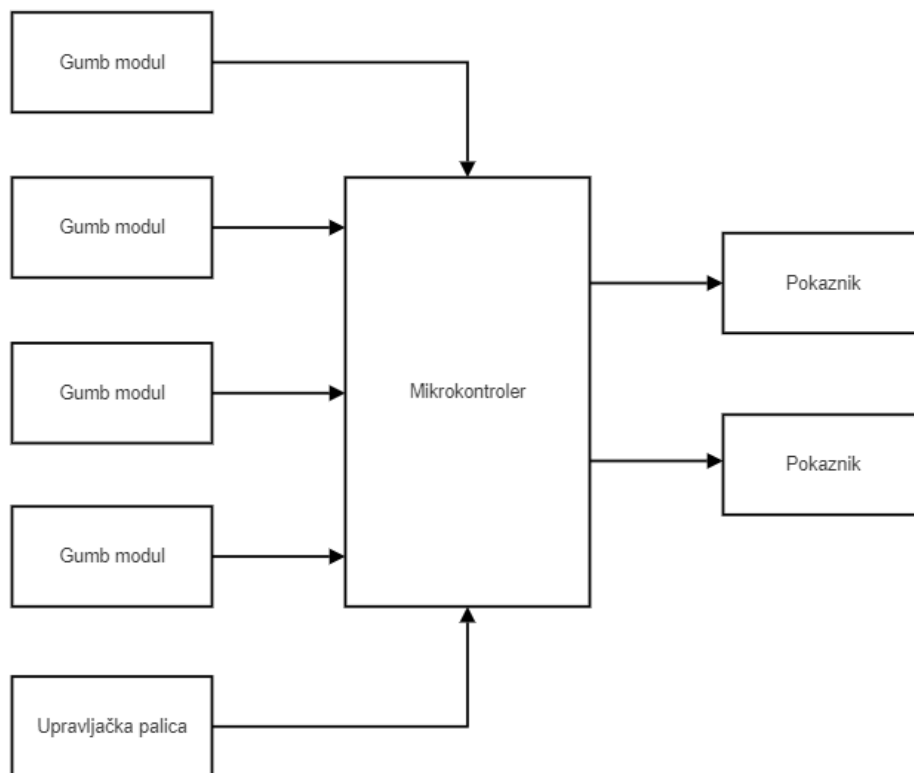 Gumb modul
Gumb modul
Pokaznik
Gumb modul
Mikrokontroler
Pokaznik
Gumb modul
Upravljačka palica